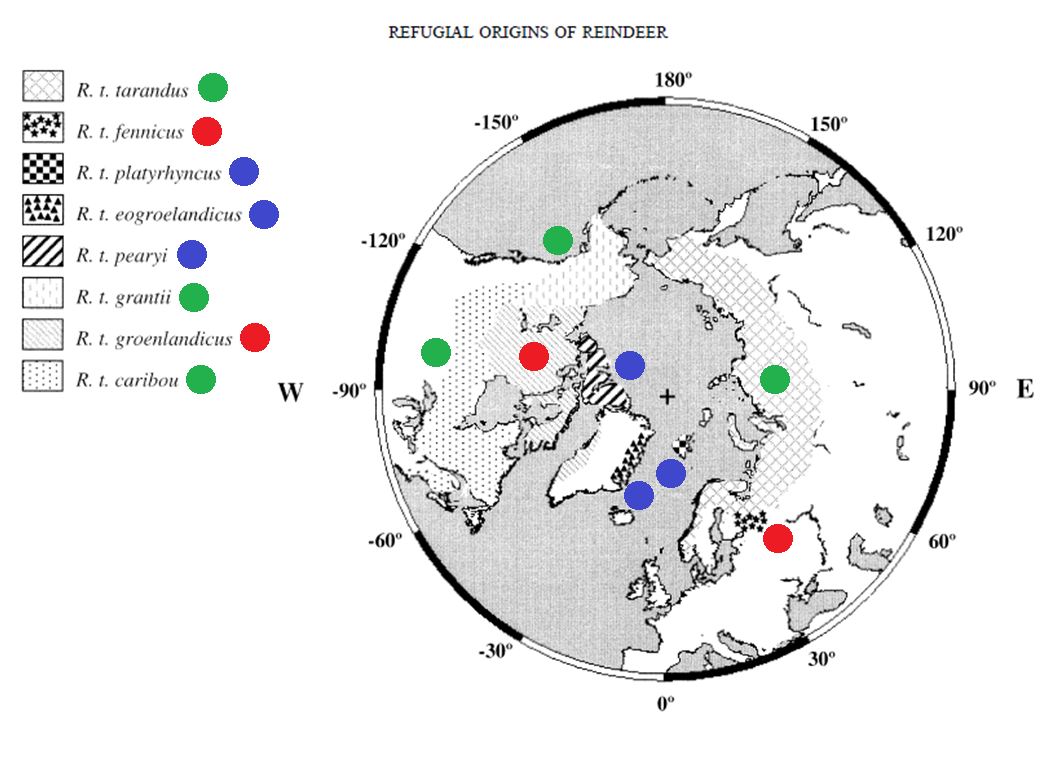 REFUGIAL ORIGINS OF REINDEER
R. t. tarandus
R. t. fennicus
R. t. platyrhyncus
R. t. eogroelandicus
R. t. pearyi
R. t. grantii
R. t. groenlandicus
R. t. caribou
180º
-150º
150º
-120º
120º
W
-90º
90º
E
-60º
60º
-30º
30º
0º